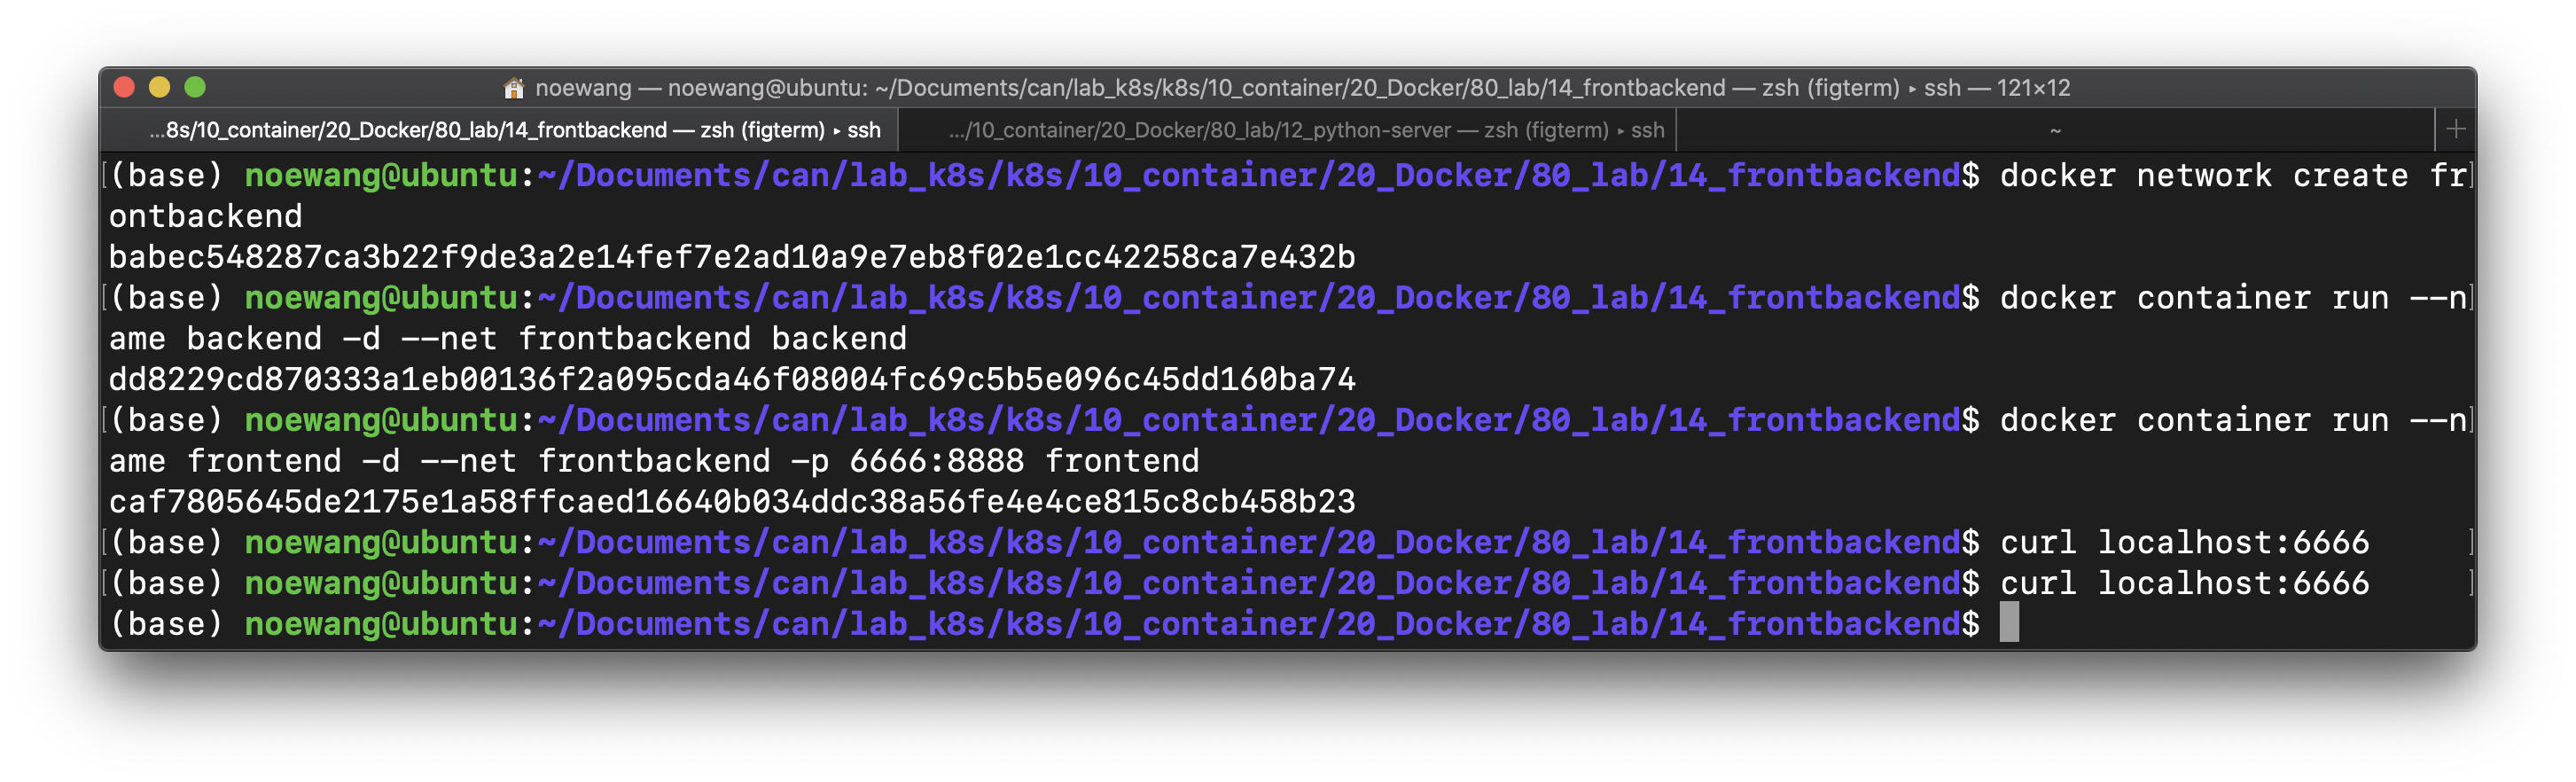 noewang — noewang@ubuntu: ~/Documents/can/lab_k8s/k8s/10_container/20_Docker/80_lab/14_frontbackend — zsh (figterm) ▸ ssh — 121×12
...8s/10_container/20_Docker/80_lab/14_frontbackend — zsh (figterm) ▸ ssh
.../10_container/20_Docker/80_lab/12_python-server — zsh (figterm) ▸ ssh
~
+
[(base) noewang@ubuntu:~/Documents/can/lab_k8s/k8s/10_container/20_Docker/80_lab/14_frontbackend$ docker network create fr]
ontbackend
babec548287ca3b22f9de3a2e14fef7e2ad10a9e7eb8f02e1cc42258ca7e432b
[(base) noewang@ubuntu:~/Documents/can/lab_k8s/k8s/10_container/20_Docker/80_lab/14_frontbackend$ docker container run --n]
ame backend -d --net frontbackend backend
dd8229cd870333a1eb00136f2a095cda46f08004fc69c5b5e096c45dd160ba74
[(base) noewang@ubuntu:~/Documents/can/lab_k8s/k8s/10_container/20_Docker/80_lab/14_frontbackend$ docker container run --n]
ame frontend -d --net frontbackend -p 6666:8888 frontend
caf7805645de2175e1a58ffcaed16640b034ddc38a56fe4e4ce815c8cb458b23
[(base) noewang@ubuntu:~/Documents/can/lab_k8s/k8s/10_container/20_Docker/80_lab/14_frontbackend$ curl localhost:6666 ]
[(base) noewang@ubuntu:~/Documents/can/lab_k8s/k8s/10_container/20_Docker/80_lab/14_frontbackend$ curl localhost:6666 ]
(base) noewang@ubuntu:~/Documents/can/lab_k8s/k8s/10_container/20_Docker/80_lab/14_frontbackend$